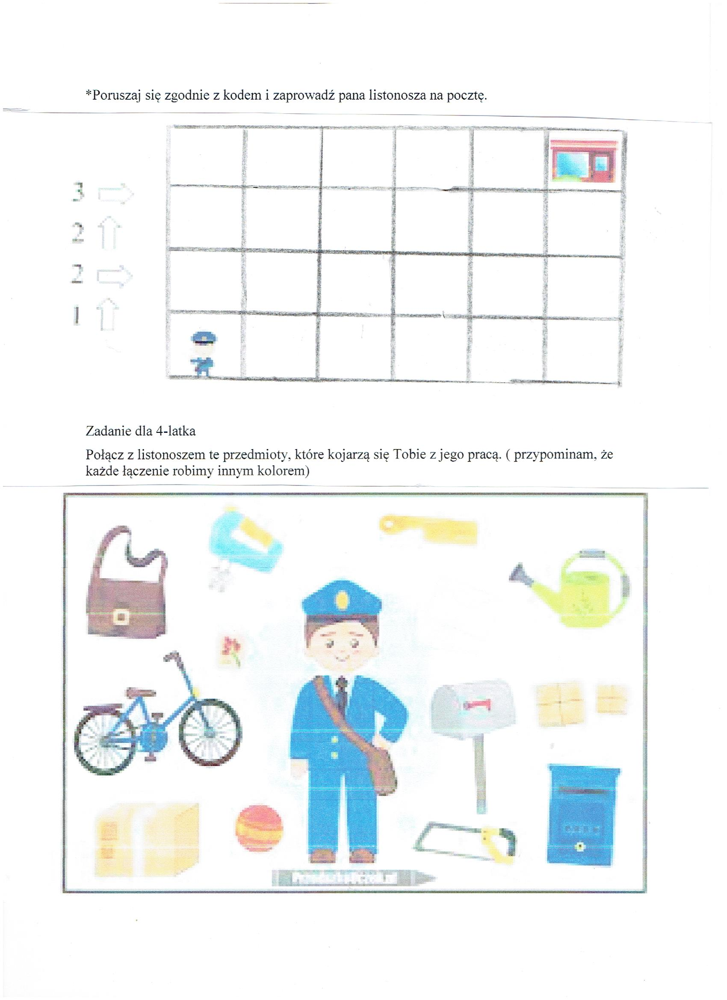 *Poruszaj się zgodnie z kodem i zaprowadź pana listonosza na pocztę.
3
2
2
1
Zadanie dla 4-latka
Połącz z listonoszem te przedmioty, które kojarzą się Tobie z jego pracą. ( przypominam, że
każde łączenie robimy innym kolorem)